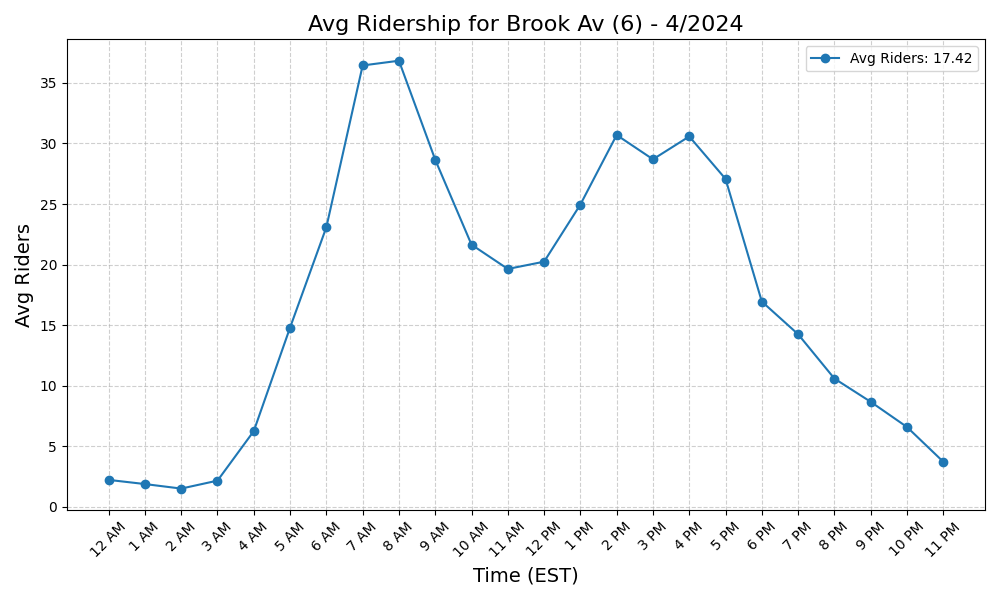 Avg Ridership for Brook Av (6) - 4/2024
Avg Riders: 17.42
Avg Riders
35
30
25
20
15
10
5
0
12 AM
1 AM
2 AM
3 AM
4 AM
5 AM
6 AM
7 AM
8 AM
9 AM
10 AM
11 AM
12 PM
1 PM
2 PM
3 PM
4 PM
5 PM
6 PM
7 PM
8 PM
9 PM
10 PM
11 PM
Time (EST)